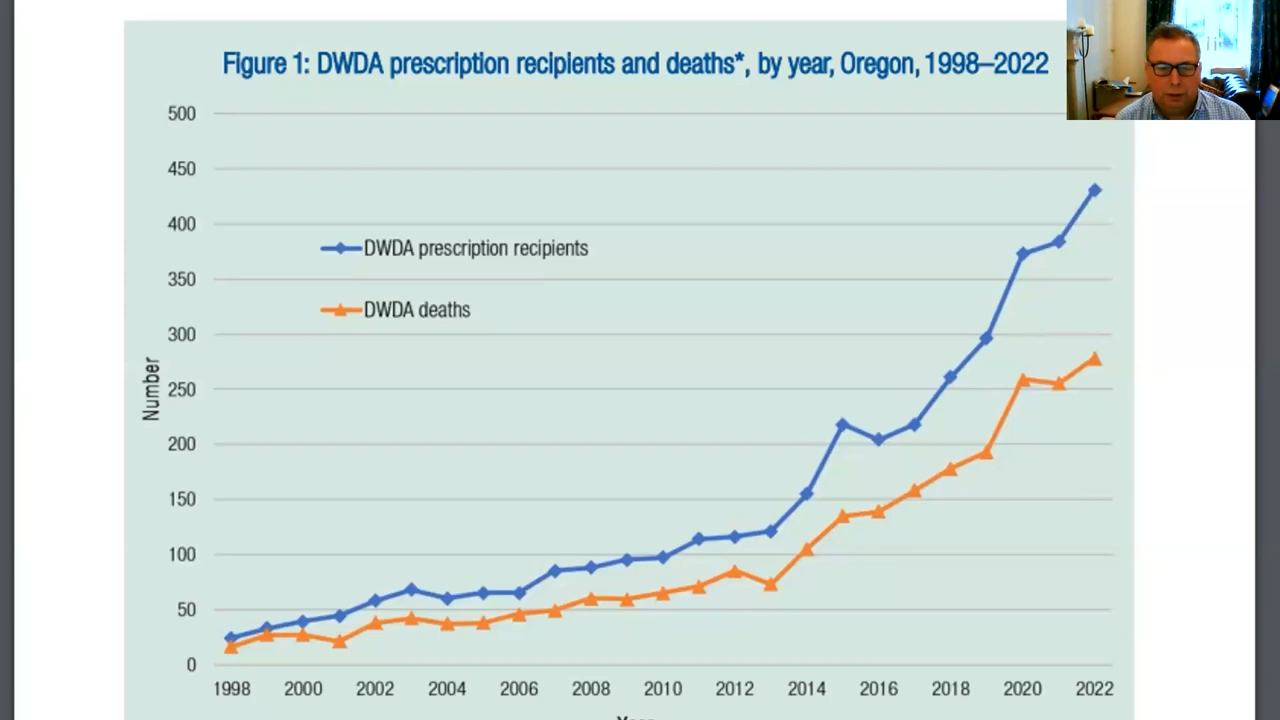 Figure 1: DWDA prescription recipients and deaths*, by year, Oregon, 1998–2022
500
450
400
DWDA prescription recipients
350
DWDA deaths
300
Number
250
200
150
100
50
0
1998 2000 2002 2004 2006 2008 2010 2012 2014 2016 2018 2020 2022